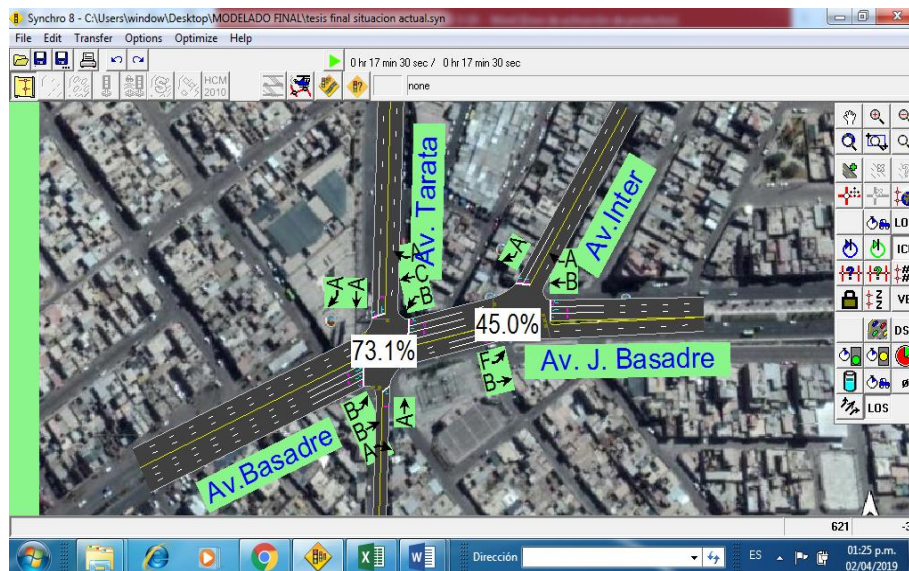 Synchro 8 - C:\Users\window\Desktop\MODELADO FINAL\tesis final situacion actual.syn
File Edit Transfer Options Optimize Help
0 hr 17 min 30 sec / 0 hr 17 min 30 sec
HCM
2010
none
Av. Tarata
Av.Inter
A
A
C
B
A
A
A
A
B
LO
ICU
VE
DS
LOS
73.1%
45.0%
F
B
Av. J. Basadre
B
B
A
A
Av.Basadre
621
-3
Dirección
ES
01:25 p.m.
02/04/2019